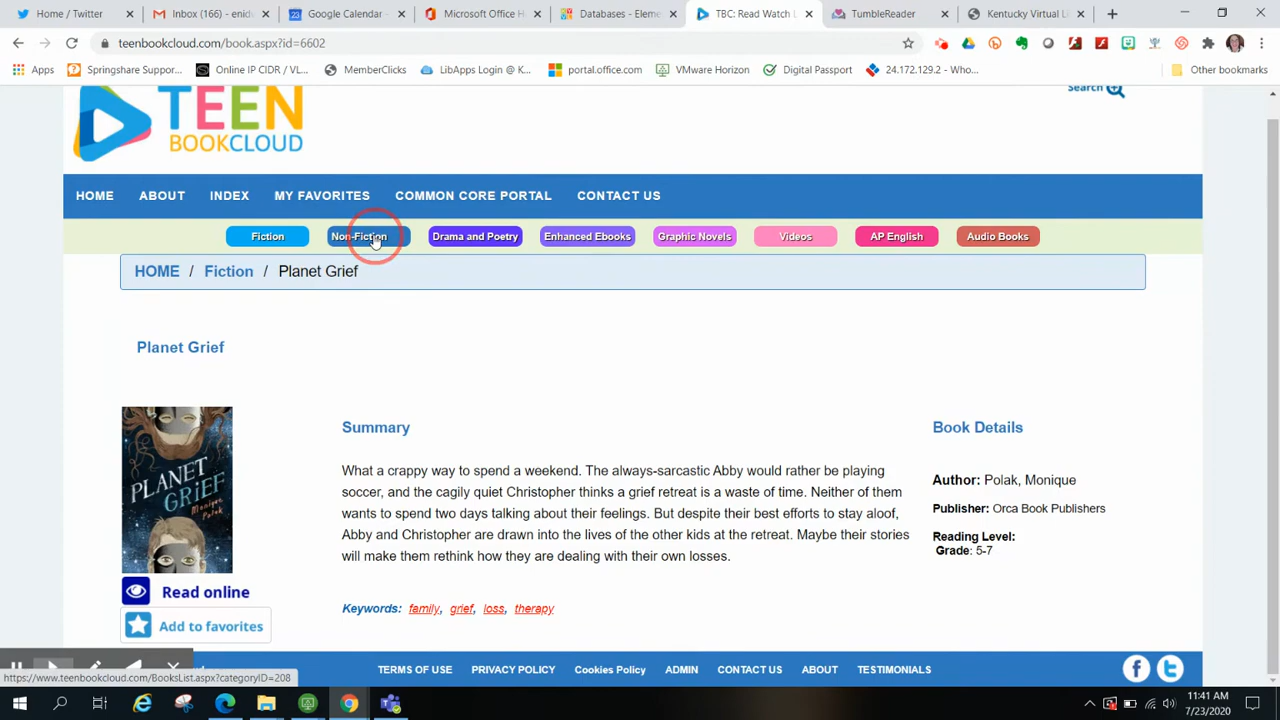 Home / Twitter
Inbox (166) - enid
Google Calendar -
Microsoft Office H
Databases - Eleme
TBC: Read Watch L
TumbleReader
Kentucky Virtual Li
teenbookcloud.com/book.aspx?id=6602
Apps
Springshare Suppor...
Online IP CIDR / VL...
MemberClicks
LibApps Login @ K...
portal.office.com
VMware Horizon
Digital Passport
24.172.129.2 - Who...
Other bookmarks
Search
TEEN
BOOKCLOUD
HOME ABOUT INDEX MY FAVORITES COMMON CORE PORTAL CONTACT US
Fiction Non-Fiction Drama and Poetry Enhanced Ebooks Graphic Novels Videos AP English Audio Books
HOME / Fiction / Planet Grief
Planet Grief
PLANET
GRIEF
Monique
Polak
Read online
Add to favorites
Summary
What a crappy way to spend a weekend. The always-sarcastic Abby would rather be playing
soccer, and the cagily quiet Christopher thinks a grief retreat is a waste of time. Neither of them
wants to spend two days talking about their feelings. But despite their best efforts to stay aloof,
Abby and Christopher are drawn into the lives of the other kids at the retreat. Maybe their stories
will make them rethink how they are dealing with their own losses.
Keywords: family, grief, loss, therapy
Book Details
Author: Polak, Monique
Publisher: Orca Book Publishers
Reading Level:
Grade: 5-7
TERMS OF USE PRIVACY POLICY Cookies Policy ADMIN CONTACT US ABOUT TESTIMONIALS
https://www.teenbookcloud.com/BooksList.aspx?categoryID=208
11:41 AM
7/23/2020